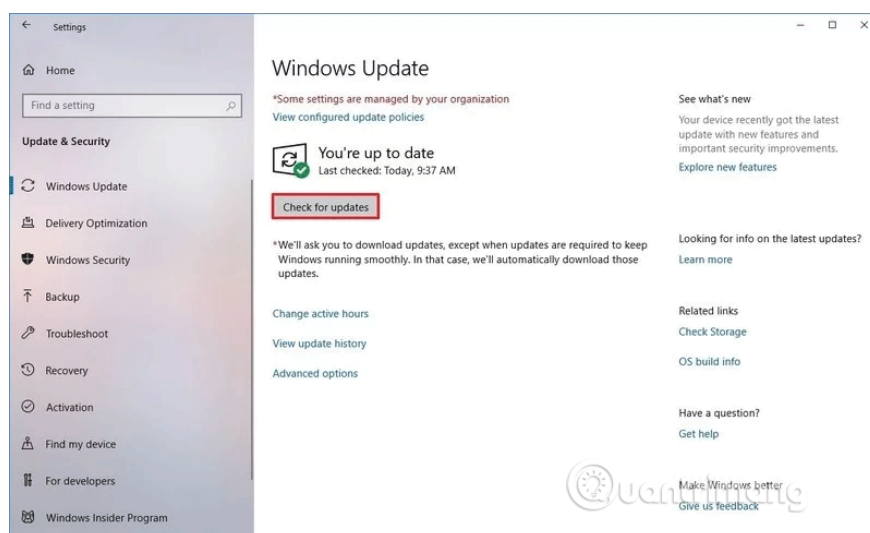 Settings
Home
Find a setting
Update & Security
Windows Update
Delivery Optimization
Windows Security
Backup
Troubleshoot
Recovery
Activation
Find my device
For developers
Windows Insider Program
Windows Update
*Some settings are managed by your organization
View configured update policies
You're up to date
Last checked: Today, 9:37 AM
Check for updates
*We'll ask you to download updates, except when updates are required to keep
Windows running smoothly. In that case, we'll automatically download those
updates.
Change active hours
View update history
Advanced options
See what's new
Your device recently got the latest
update with new features and
important security improvements.
Explore new features
Looking for info on the latest updates?
Learn more
Related links
Check Storage
OS build info
Have a question?
Get help
Make Windows better
Give us feedback
Quantrimang